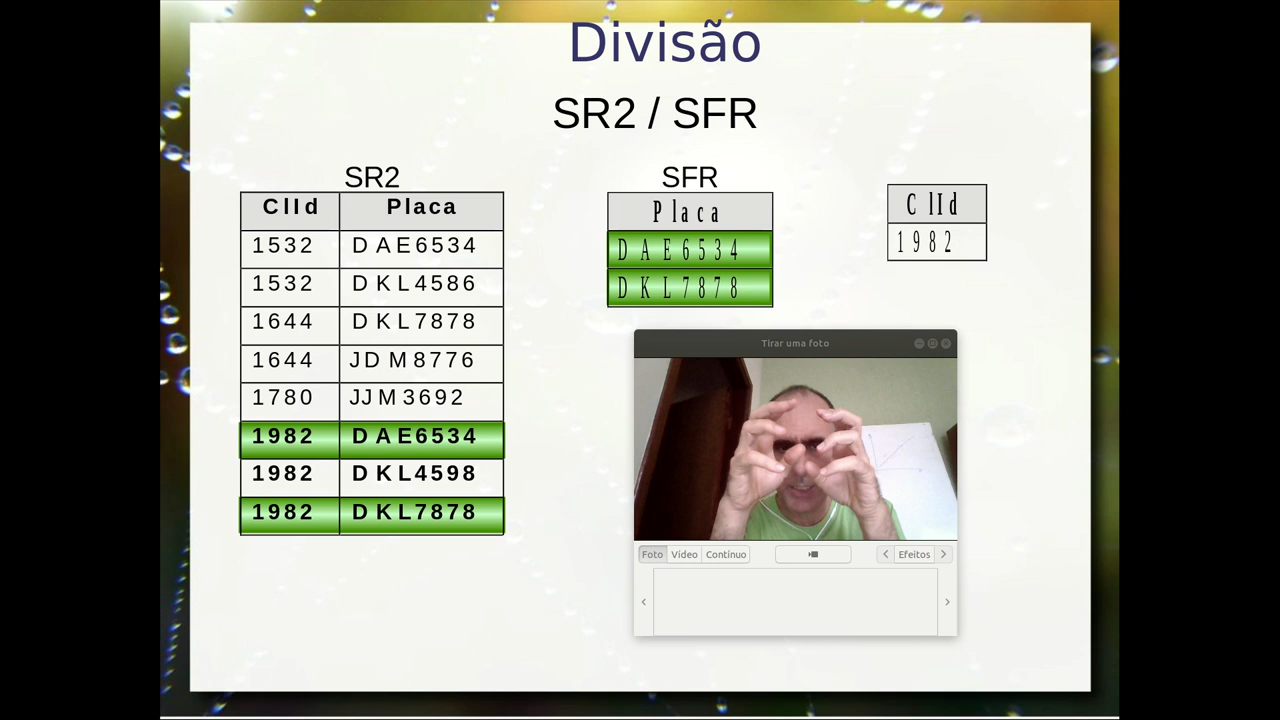 Divisão
SR2 / SFR
SR2
ClId Placa
1532 DAE6534
1532 DKL4586
1644 DKL7878
1644 JDM8776
1780 JJM3692
1982 DAE6534
1982 DKL4598
1982 DKL7878
SFR
Placa
DAE6534
DKL7878
ClId
1982
Tirar uma foto
Foto Vídeo Contínuo Efeitos